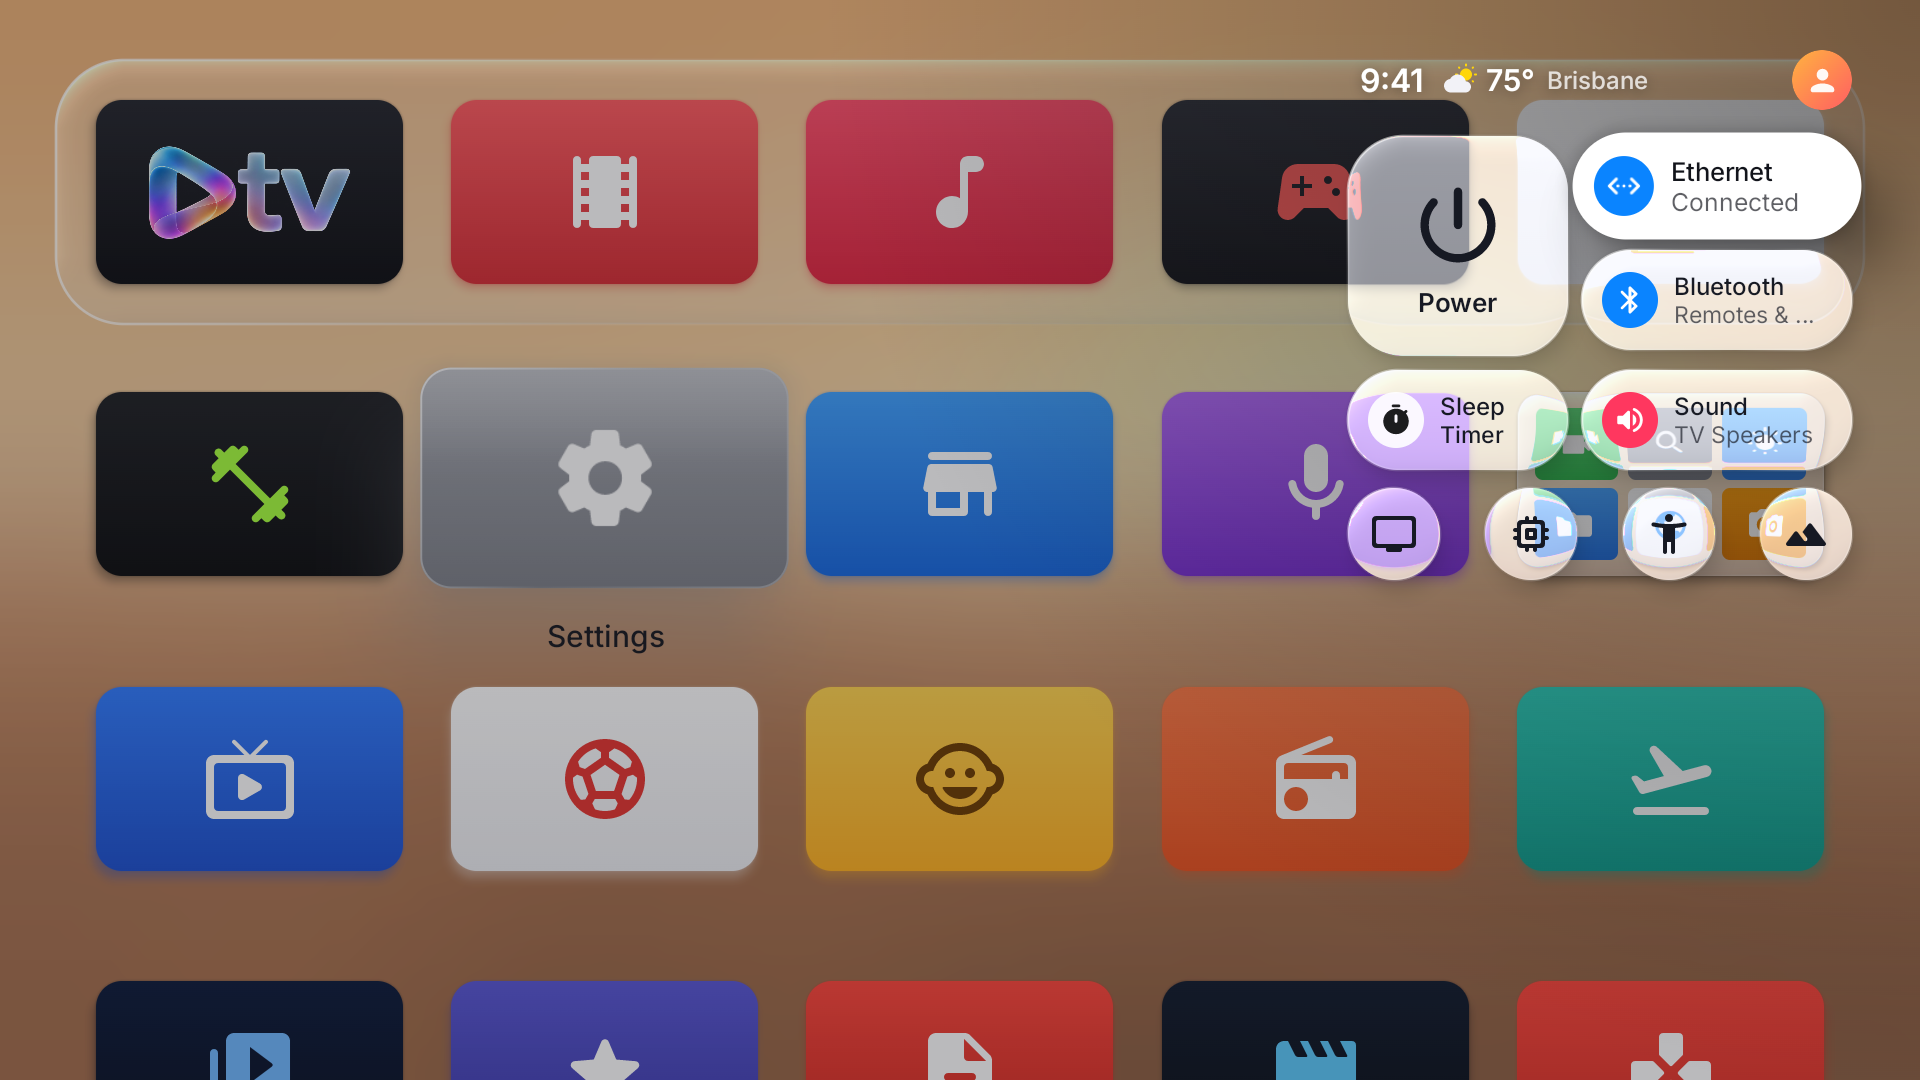 9:41 75° Brisbane
tv
Power
Ethernet
Connected
Bluetooth
Remotes & ...
Sleep
Timer
Sound
TV Speakers
Settings